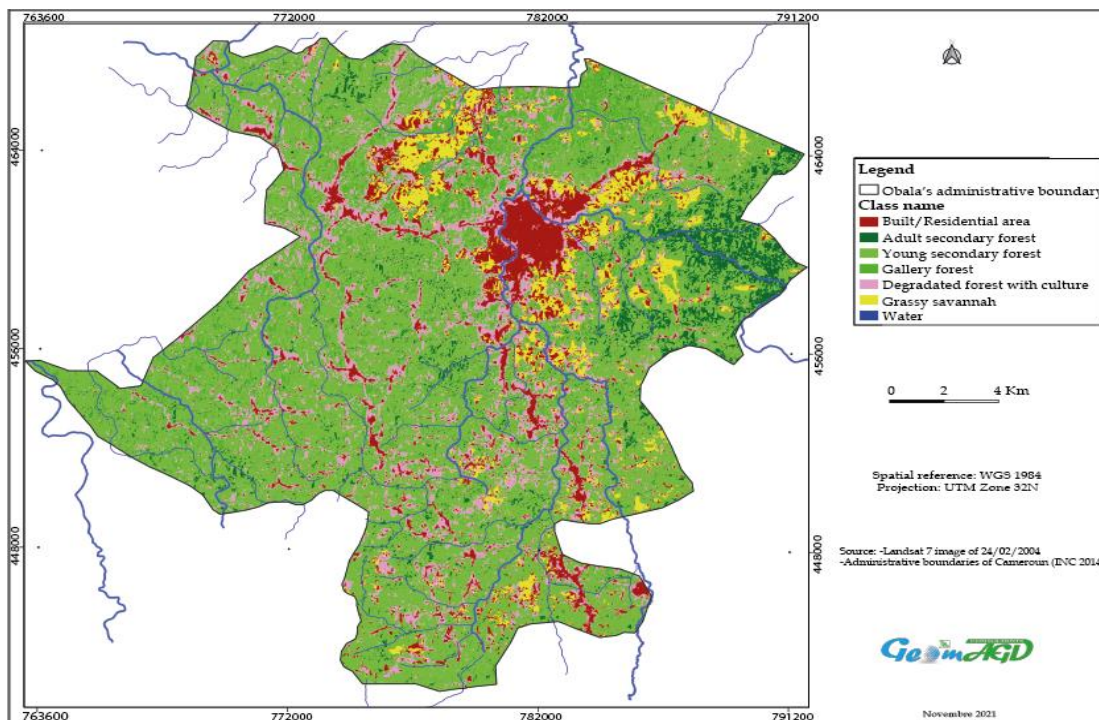 763600 772000 782000 791200
464000 464000
Legend
Obala's administrative boundary
Class name
Built/Residential area
Adult secondary forest
Young secondary forest
Gallery forest
Degradated forest with culture
Grassy savannah
Water
456000 456000
0 2 4 Km
Spatial reference: WGS 1984
Projection: UTM Zone 32N
448000 448000
Source: -Landsat 7 image of 24/02/2004
-Administrative boundaries of Cameroun (INC 2014
GeomAGD
763600 772000 782000 791200
Novembre 2021